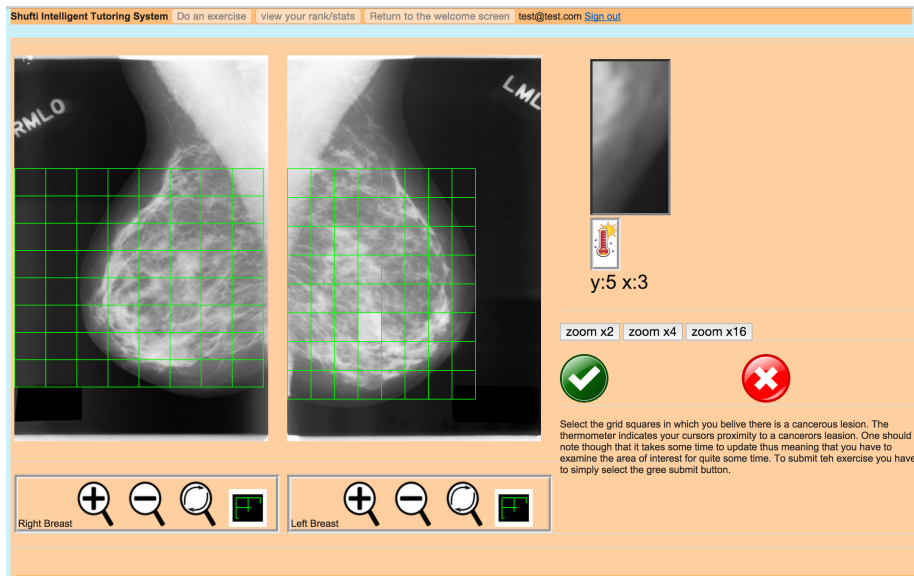 Shufti Intelligent Tutoring System Do an exercise view your rank/stats Return to the welcome screen test@test.com Sign out
RMLO
LML
y:5 x:3
zoom x2 zoom x4 zoom x16
Select the grid squares in which you belive there is a cancerous lesion. The
thermometer indicates your cursors proximity to a cancerors leasion. One should
note though that it takes some time to update thus meaning that you have to
examine the area of interest for quite some time. To submit teh exercise you have
to simply select the gree submit button.
Right Breast
Left Breast